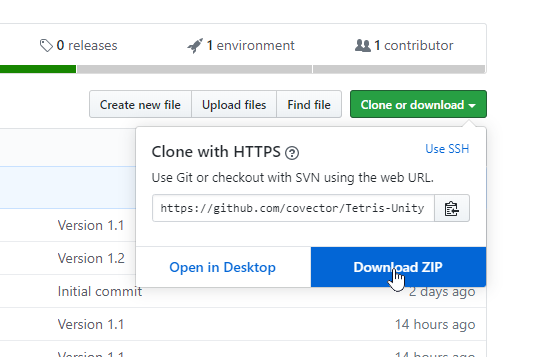 0 releases 1 environment 1 contributor
Create new file Upload files Find file Clone or download
Clone with HTTPS ?
Use SSH
Use Git or checkout with SVN using the web URL.
https://github.com/covector/Tetris-Unity
Open in Desktop Download ZIP
Version 1.1
Version 1.2
Initial commit 2 days ago
Version 1.1 14 hours ago
Version 1.1 14 hours ago